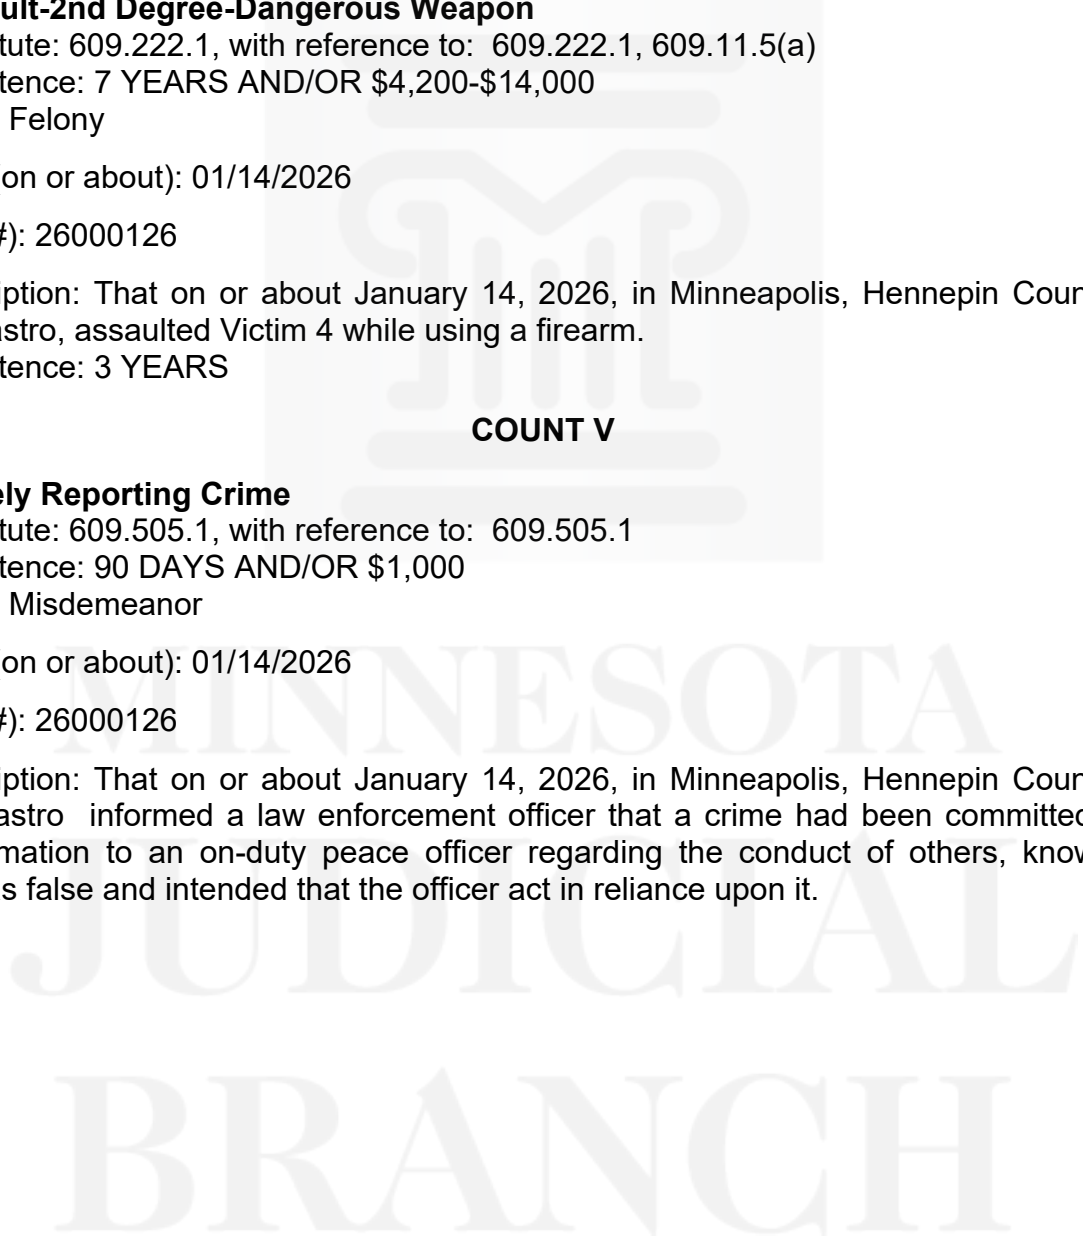 ult-2nd Degree-Dangerous Weapon
tute: 609.222.1, with reference to: 609.222.1, 609.11.5(a)
tence: 7 YEARS AND/OR $4,200-$14,000
Felony
on or about): 01/14/2026
#): 26000126
iption: That on or about January 14, 2026, in Minneapolis, Hennepin Coun
astro, assaulted Victim 4 while using a firearm.
tence: 3 YEARS
COUNT V
ely Reporting Crime
tute: 609.505.1, with reference to: 609.505.1
tence: 90 DAYS AND/OR $1,000
Misdemeanor
on or about): 01/14/2026
#): 26000126
iption: That on or about January 14, 2026, in Minneapolis, Hennepin Coun
astro informed a law enforcement officer that a crime had been committed
mation to an on-duty peace officer regarding the conduct of others, know
s false and intended that the officer act in reliance upon it.
MINNESOTA
JUDICIAL
BRANCH